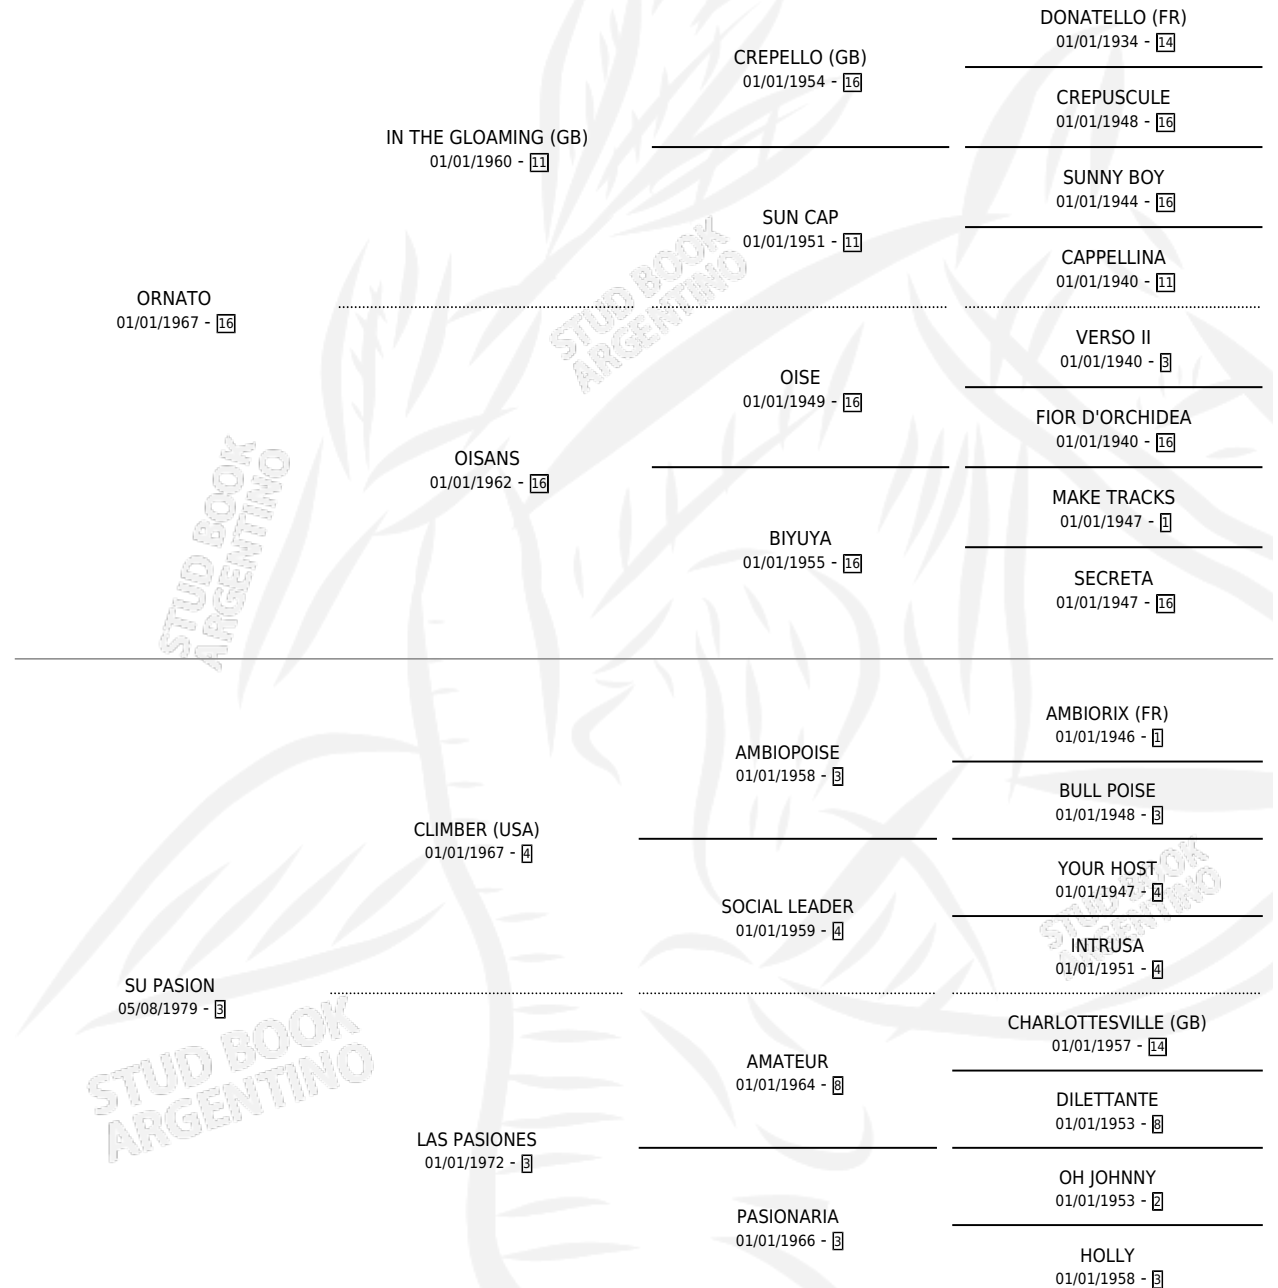 DONATELLO (FR)
01/01/1934 - 14
CREPELLO (GB)
01/01/1954 - 16
CREPUSCULE
01/01/1948 - 16
IN THE GLOAMING (GB)
01/01/1960 - 11
SUNNY BOY
01/01/1944 - 16
SUN CAP
01/01/1951 - 11
CAPPELLINA
01/01/1940 - 11
ORNATO
01/01/1967 - 16
VERSO II
01/01/1940 - 3
OISE
01/01/1949 - 16
FIOR D'ORCHIDEA
01/01/1940 - 16
OISANS
01/01/1962 - 16
MAKE TRACKS
01/01/1947 - 1
BIYUYA
01/01/1955 - 16
SECRETA
01/01/1947 - 16
STUD BOOK
ARGENTINO
STUD BOOK
ARGENTINO
AMBIORIX (FR)
01/01/1946 - 1
AMBIOPOISE
01/01/1958 - 3
BULL POISE
01/01/1948 - 3
CLIMBER (USA)
01/01/1967 - 4
YOUR HOST
01/01/1947 - 4
SOCIAL LEADER
01/01/1959 - 4
INTRUSA
01/01/1951 - 4
SU PASION
05/08/1979 - 3
CHARLOTTESVILLE (GB)
01/01/1957 - 14
AMATEUR
01/01/1964 - 8
DILETTANTE
01/01/1953 - 8
LAS PASIONES
01/01/1972 - 3
OH JOHNNY
01/01/1953 - 2
PASIONARIA
01/01/1966 - 3
HOLLY
01/01/1958 - 3
STUD BOOK
ARGENTINO
STUD BOOK
ARGENTINO